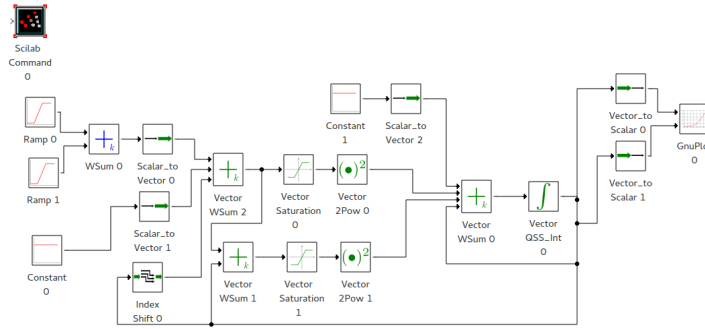 Scilab
Command
0
Ramp 0
Ramp 1
Constant
0
+k
WSum 0
Scalar_to
Vector 0
Scalar_to
Vector 1
Index
Shift 0
+k
Vector
WSum 2
+k
Vector
WSum 1
Vector
Saturation
0
Vector
Saturation
1
(•)2
Vector
2Pow 0
(•)2
Vector
2Pow 1
Constant
1
Scalar_to
Vector 2
+k
Vector
WSum 0
∫
Vector
QSS_Int
0
Vector_to
Scalar 0
Vector_to
Scalar 1
GnuPlo
0